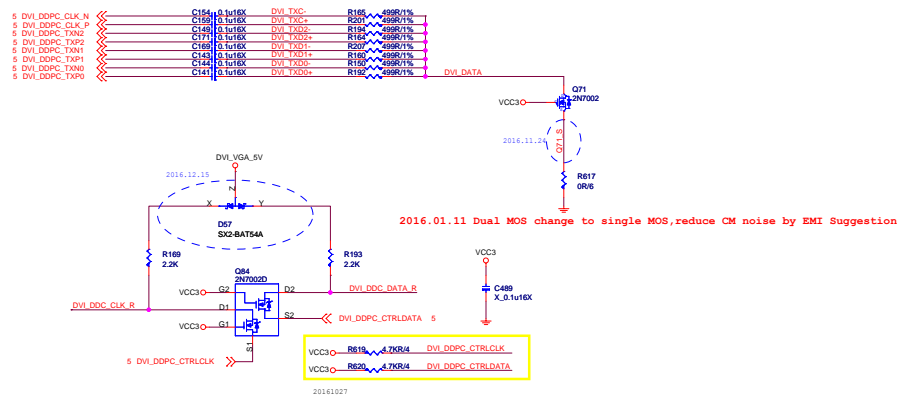 5 DVI_DDPC_CLK_N C154 0.1u16X DVI_TXC- R165 499R/1%
5 DVI_DDPC_CLK_P C159 0.1u16X DVI_TXC+ R201 499R/1%
5 DVI_DDPC_TXN2 C149 0.1u16X DVI_TXD2- R194 499R/1%
5 DVI_DDPC_TXP2 C171 0.1u16X DVI_TXD2+ R164 499R/1%
5 DVI_DDPC_TXN1 C169 0.1u16X DVI_TXD1- R207 499R/1%
5 DVI_DDPC_TXP1 C143 0.1u16X DVI_TXD1+ R160 499R/1%
5 DVI_DDPC_TXN0 C144 0.1u16X DVI_TXD0- R150 499R/1%
5 DVI_DDPC_TXP0 C141 0.1u16X DVI_TXD0+ R192 499R/1%
DVI_DATA
Q71
2N7002
VCC3
2016.11.24
Q71_S
R617
0R/6
2016.01.11 Dual MOS change to single MOS,reduce CM noise by EMI Suggestion
DVI_VGA_5V
2016.12.15
X Z Y
D57
SX2-BAT54A
R169
2.2K
R193
2.2K
Q84
2N7002D
VCC3 G2 D2
DVI_DDC_DATA_R
DVI_DDC_CLK_R D1
S2 DVI_DDPC_CTRLDATA 5
VCC3 G1
S1
5 DVI_DDPC_CTRLCLK
VCC3
C489
X_0.1u16X
VCC3 R619 4.7KR/4 DVI_DDPC_CTRLCLK
VCC3 R620 4.7KR/4 DVI_DDPC_CTRLDATA
20161027